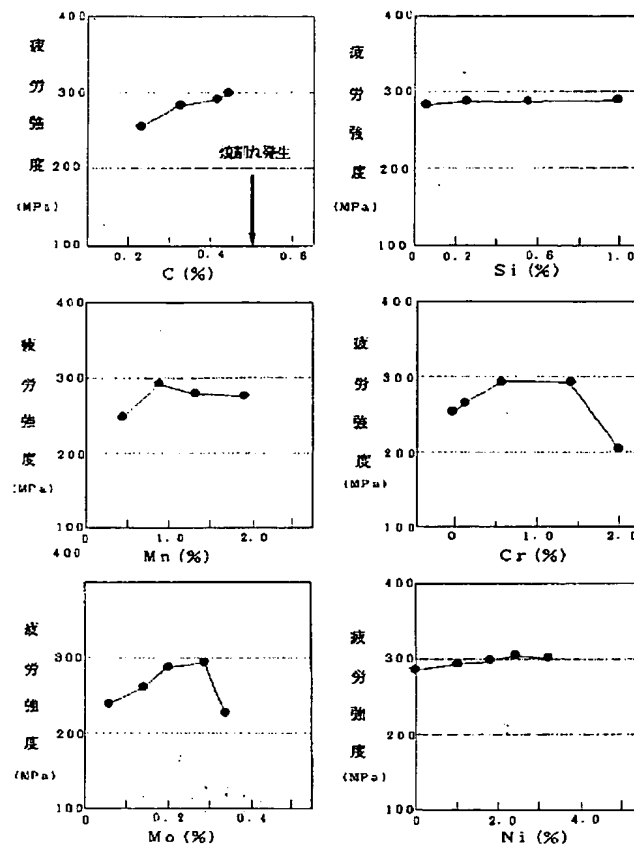 400
疲
労
強
度
(MPa)
300
200
100
焼割れ発生
0.2 0.4 0.6
C (%)
400
疲
労
強
度
(MPa)
300
200
100
0.2 0.6 1.0
Si (%)
400
疲
労
強
度
(MPa)
300
200
100
0 1.0 2.0
Mn (%)
400
疲
労
強
度
(MPa)
300
200
100
0 1.0 2.0
Cr (%)
400
疲
労
強
度
(MPa)
300
200
100
0 0.2 0.4
Mo (%)
400
疲
労
強
度
(MPa)
300
200
100
0 2.0 4.0
Ni (%)